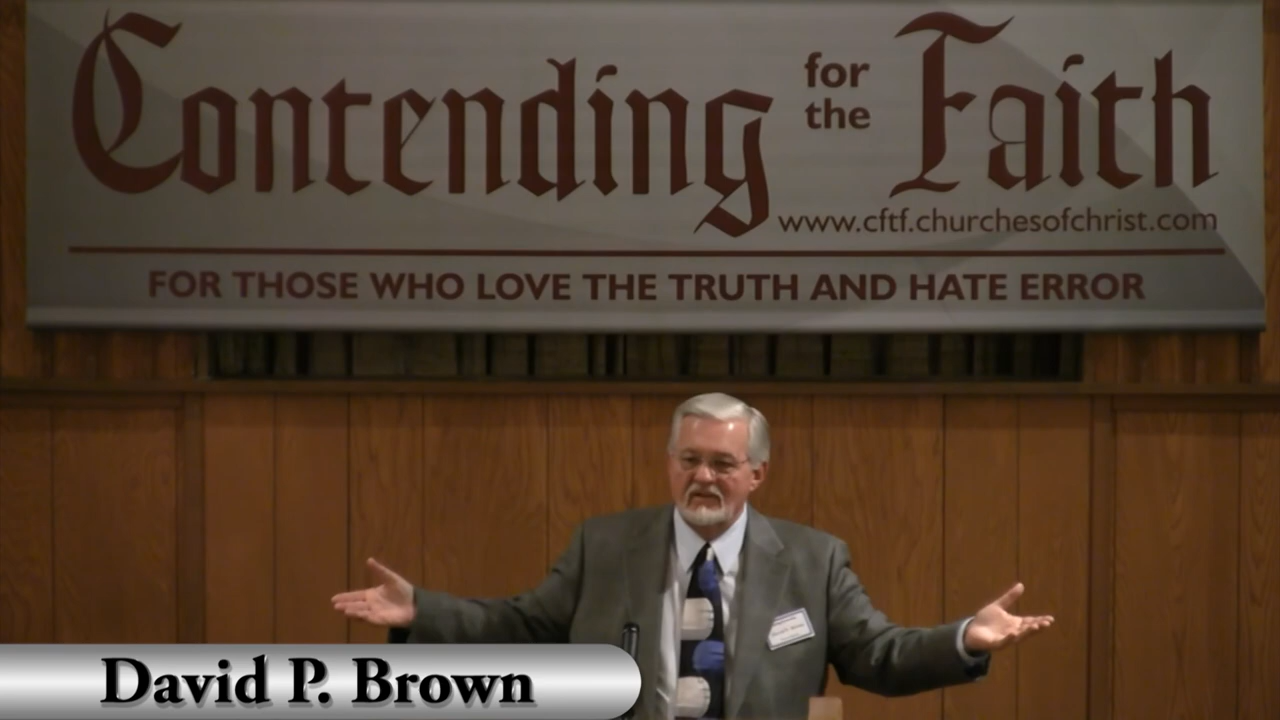 Contending for the Faith
www.cftf.churchesofchrist.com
FOR THOSE WHO LOVE THE TRUTH AND HATE ERROR
David P. Brown